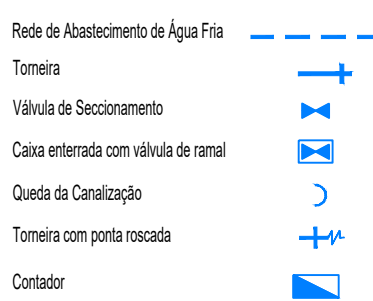 Rede de Abastecimento de Água Fria
Torneira
Válvula de Seccionamento
Caixa enterrada com válvula de ramal
Queda da Canalização
Torneira com ponta roscada
Contador